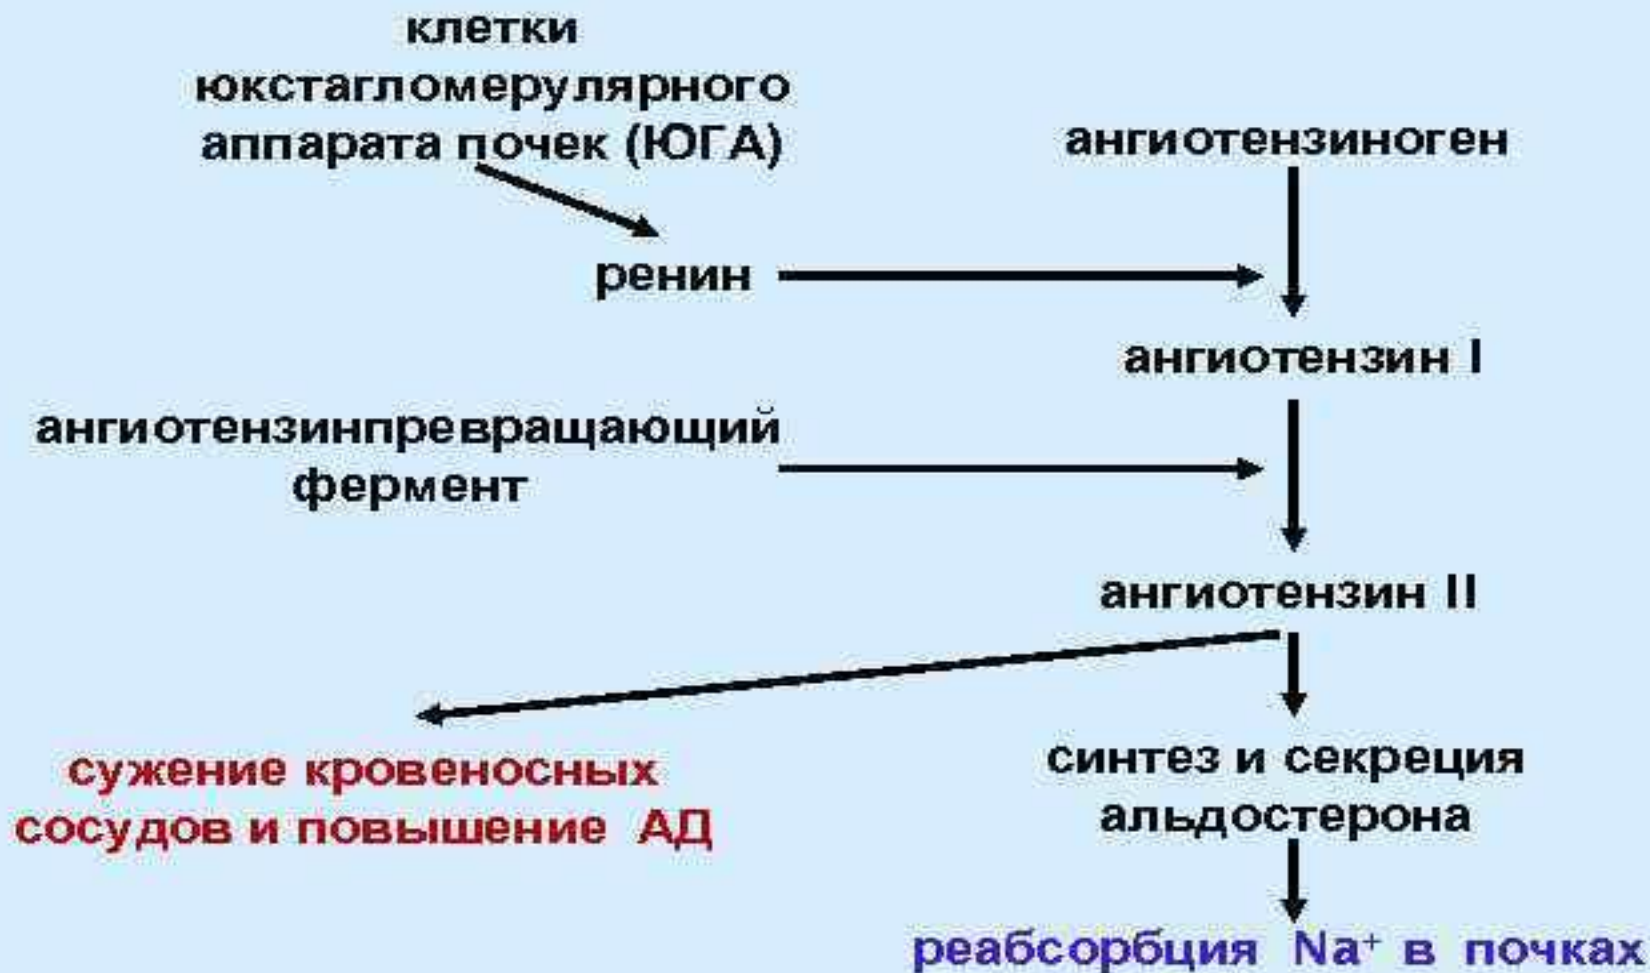 клетки
юкстагломерулярного
аппарата почек (ЮГА)
ангиотензиноген
ренин
ангиотензин I
ангиотензинпревращающий
фермент
ангиотензин II
сужение кровеносных
сосудов и повышение АД
синтез и секреция
альдостерона
реабсорбция Na⁺ в почках